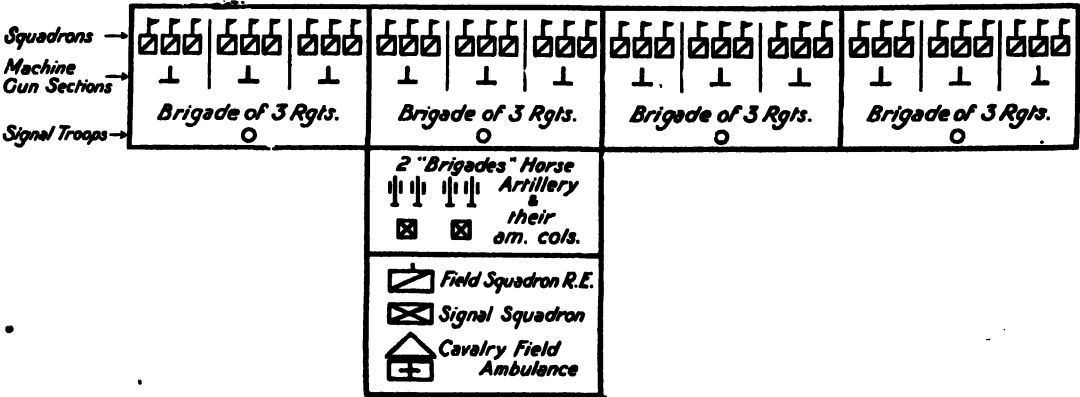 Squadrons
Machine
Gun Sections
Signal Troops
Brigade of 3 Rgts.
Brigade of 3 Rgts.
Brigade of 3 Rgts.
Brigade of 3 Rgts.
2 "Brigades" Horse
Artillery
&
their
am. cols.
Field Squadron R.E.
Signal Squadron
Cavalry Field
Ambulance